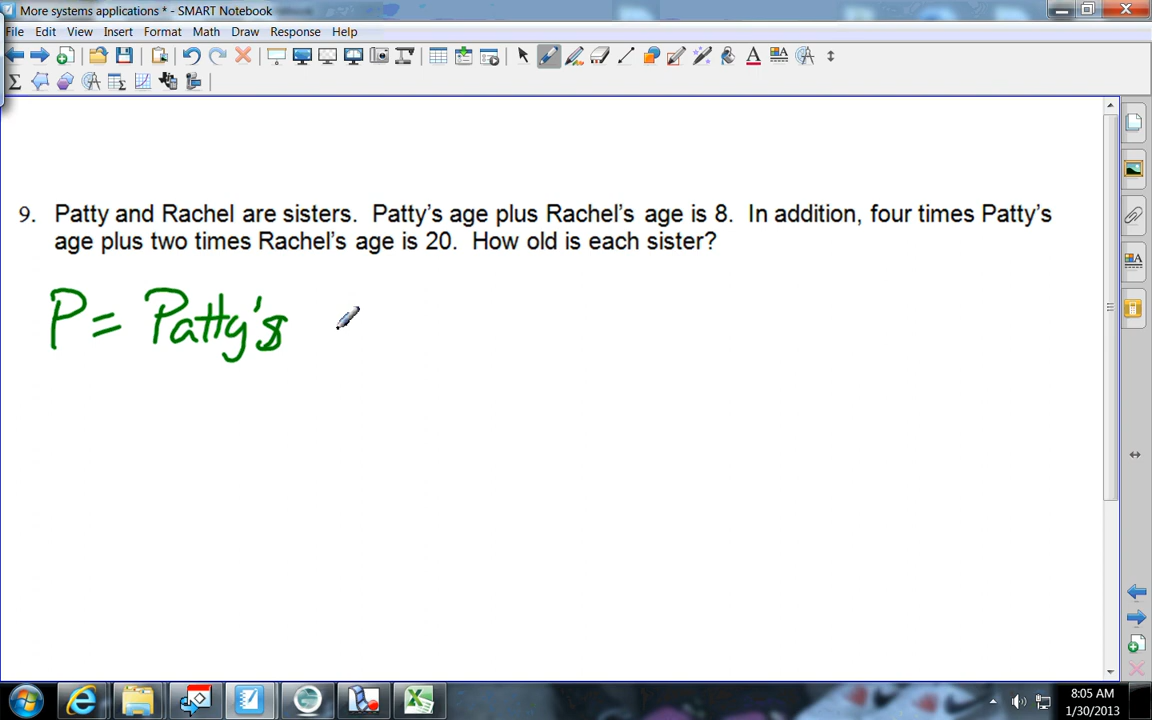 More systems applications * - SMART Notebook
File Edit View Insert Format Math Draw Response Help
9. Patty and Rachel are sisters. Patty's age plus Rachel's age is 8. In addition, four times Patty's
age plus two times Rachel's age is 20. How old is each sister?
P = Patty's
8:05 AM
1/30/2013